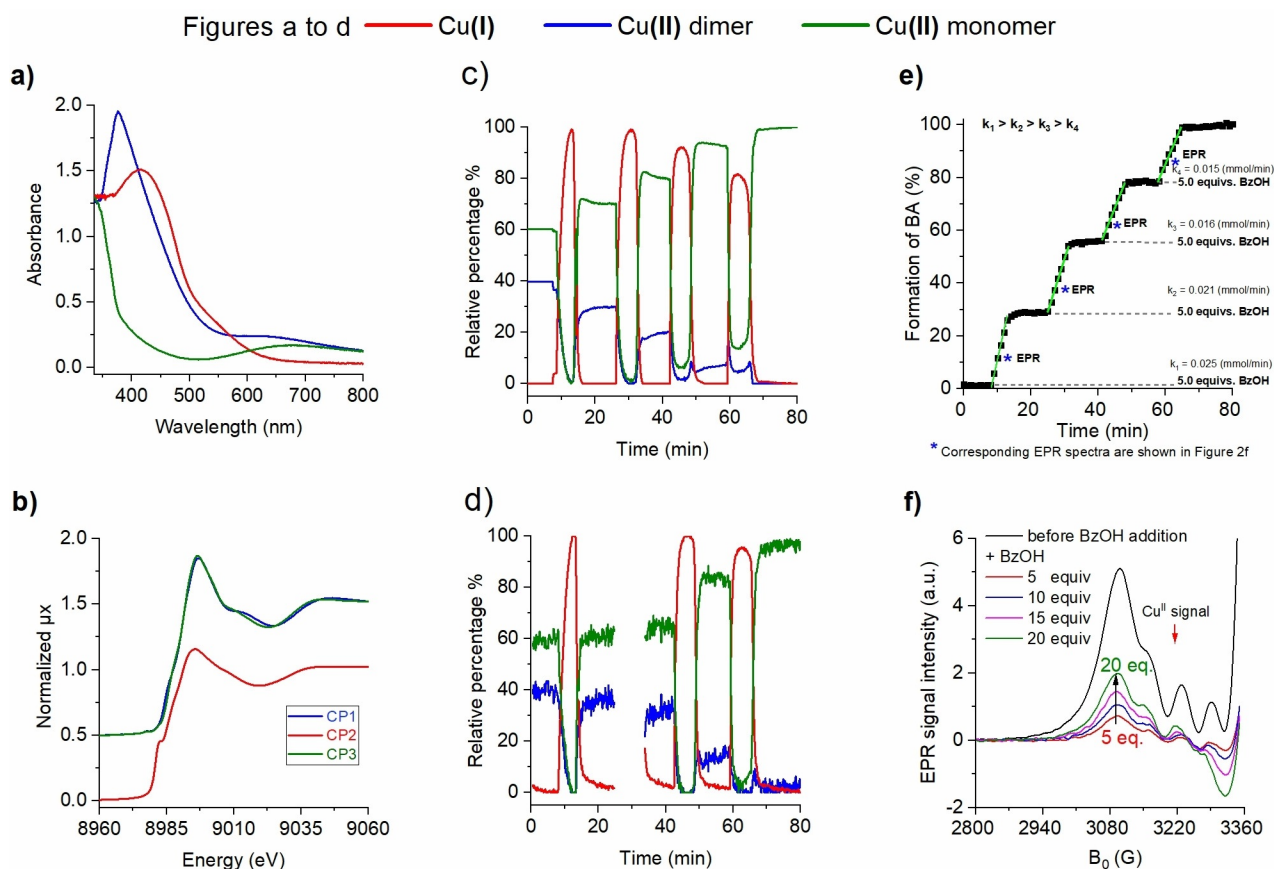 Figures a to d Cu(I) Cu(II) dimer Cu(II) monomer
a)
2.0
1.5
1.0
0.5
0.0
Absorbance
400 500 600 700 800
Wavelength (nm)
c)
100
80
60
40
20
0
Relative percentage %
0 20 40 60 80
Time (min)
e)
100
80
60
40
20
0
Formation of BA (%)
k1 > k2 > k3 > k4
* EPR
k4 = 0.015 (mmol/min)
5.0 equivs. BzOH
* EPR
k3 = 0.016 (mmol/min)
5.0 equivs. BzOH
* EPR
k2 = 0.021 (mmol/min)
5.0 equivs. BzOH
* EPR
k1 = 0.025 (mmol/min)
5.0 equivs. BzOH
0 20 40 60 80
Time (min)
* Corresponding EPR spectra are shown in Figure 2f
b)
2.0
1.5
1.0
0.5
0.0
Normalized μx
CP1
CP2
CP3
8960 8985 9010 9035 9060
Energy (eV)
d)
100
80
60
40
20
0
Relative percentage %
0 20 40 60 80
Time (min)
f)
6
4
2
0
-2
EPR signal intensity (a.u.)
before BzOH addition
+ BzOH
5 equiv
10 equiv
15 equiv
20 equiv
CuII signal
20 eq.
5 eq.
2800 2940 3080 3220 3360
B0 (G)